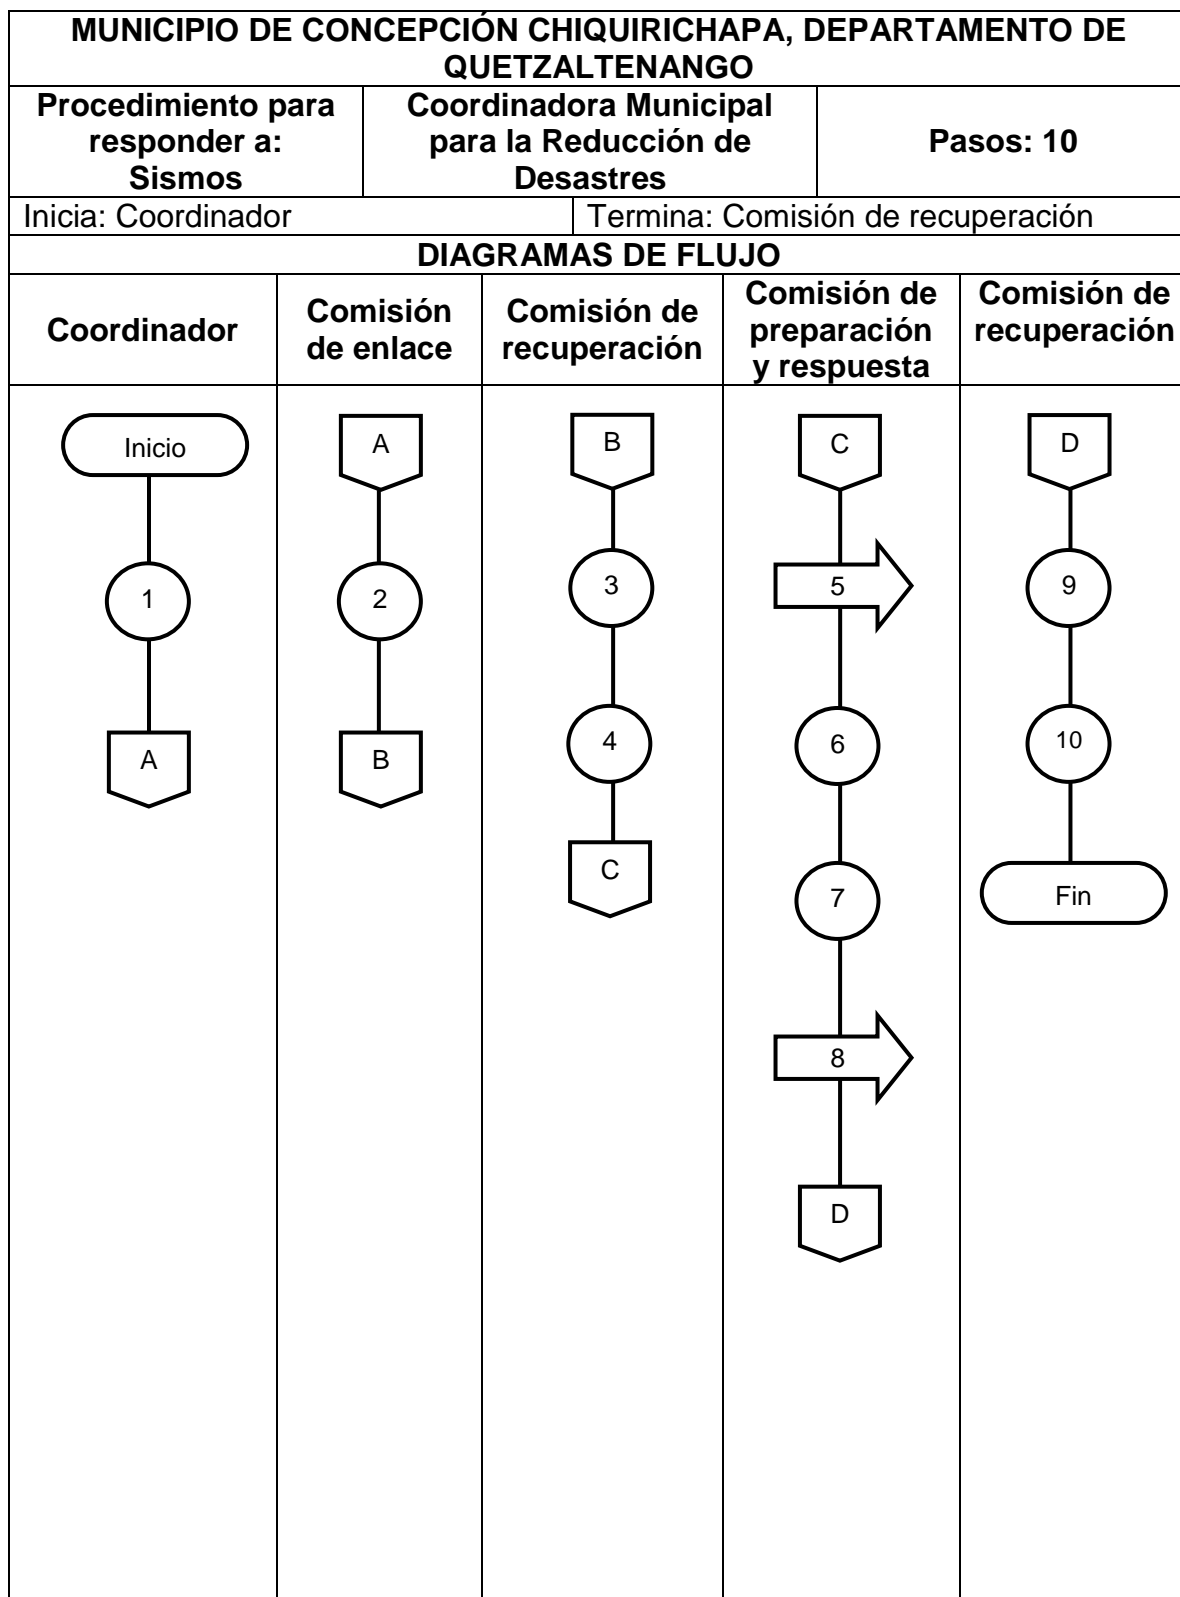 MUNICIPIO DE CONCEPCIÓN CHIQUIRICHAPA, DEPARTAMENTO DE
QUETZALTENANGO
Procedimiento para
responder a:
Sismos
Coordinadora Municipal
para la Reducción de
Desastres
Pasos: 10
Inicia: Coordinador
Termina: Comisión de recuperación
DIAGRAMAS DE FLUJO
Coordinador
Comisión
de enlace
Comisión de
recuperación
Comisión de
preparación
y respuesta
Comisión de
recuperación
Inicio
1
A
A
2
B
B
3
4
C
C
5
6
7
8
D
D
9
10
Fin